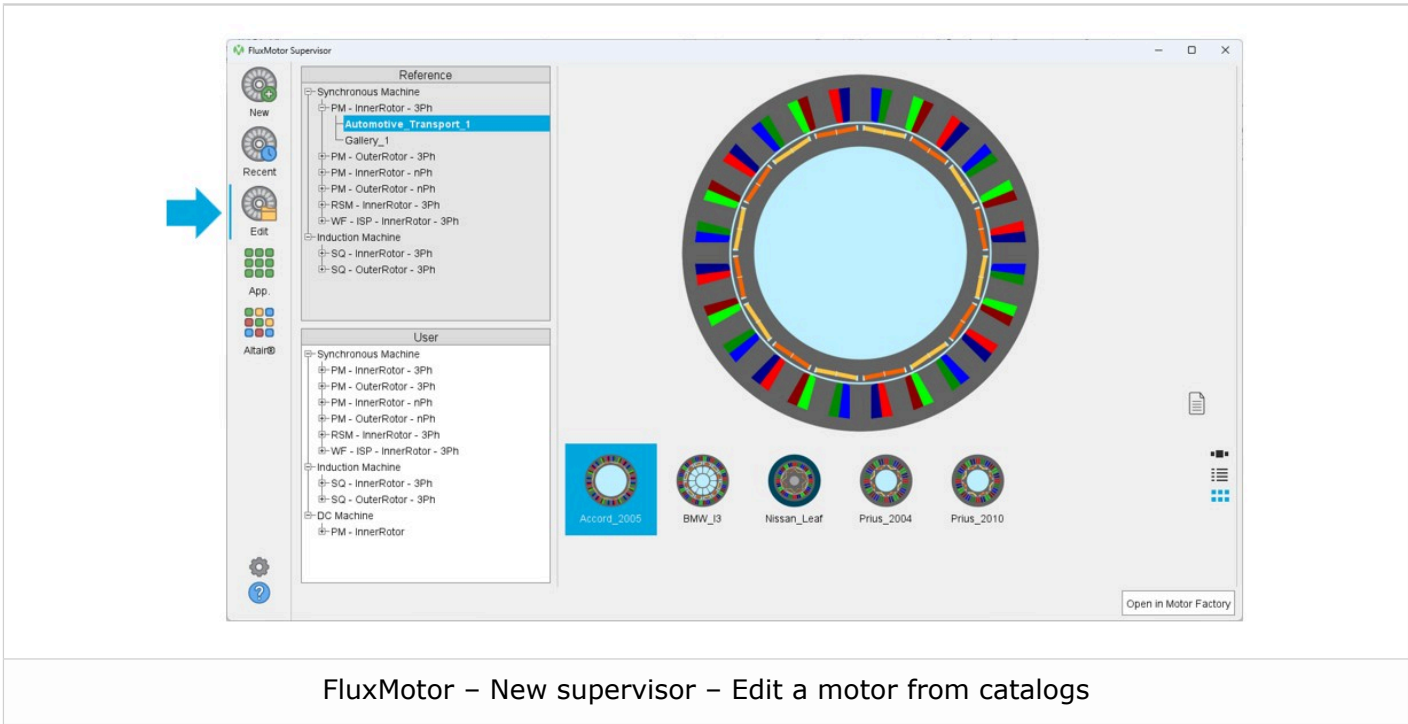 FluxMotor Supervisor
New
Recent
Edit
App.
Altair®
Reference
Synchronous Machine
PM - InnerRotor - 3Ph
Automotive_Transport_1
Gallery_1
PM - OuterRotor - 3Ph
PM - InnerRotor - nPh
PM - OuterRotor - nPh
RSM - InnerRotor - 3Ph
WF - ISP - InnerRotor - 3Ph
Induction Machine
SQ - InnerRotor - 3Ph
SQ - OuterRotor - 3Ph
User
Synchronous Machine
PM - InnerRotor - 3Ph
PM - OuterRotor - 3Ph
PM - InnerRotor - nPh
PM - OuterRotor - nPh
RSM - InnerRotor - 3Ph
WF - ISP - InnerRotor - 3Ph
Induction Machine
SQ - InnerRotor - 3Ph
SQ - OuterRotor - 3Ph
DC Machine
PM - InnerRotor
Accord_2005
BMW_I3
Nissan_Leaf
Prius_2004
Prius_2010
Open in Motor Factory
FluxMotor – New supervisor – Edit a motor from catalogs